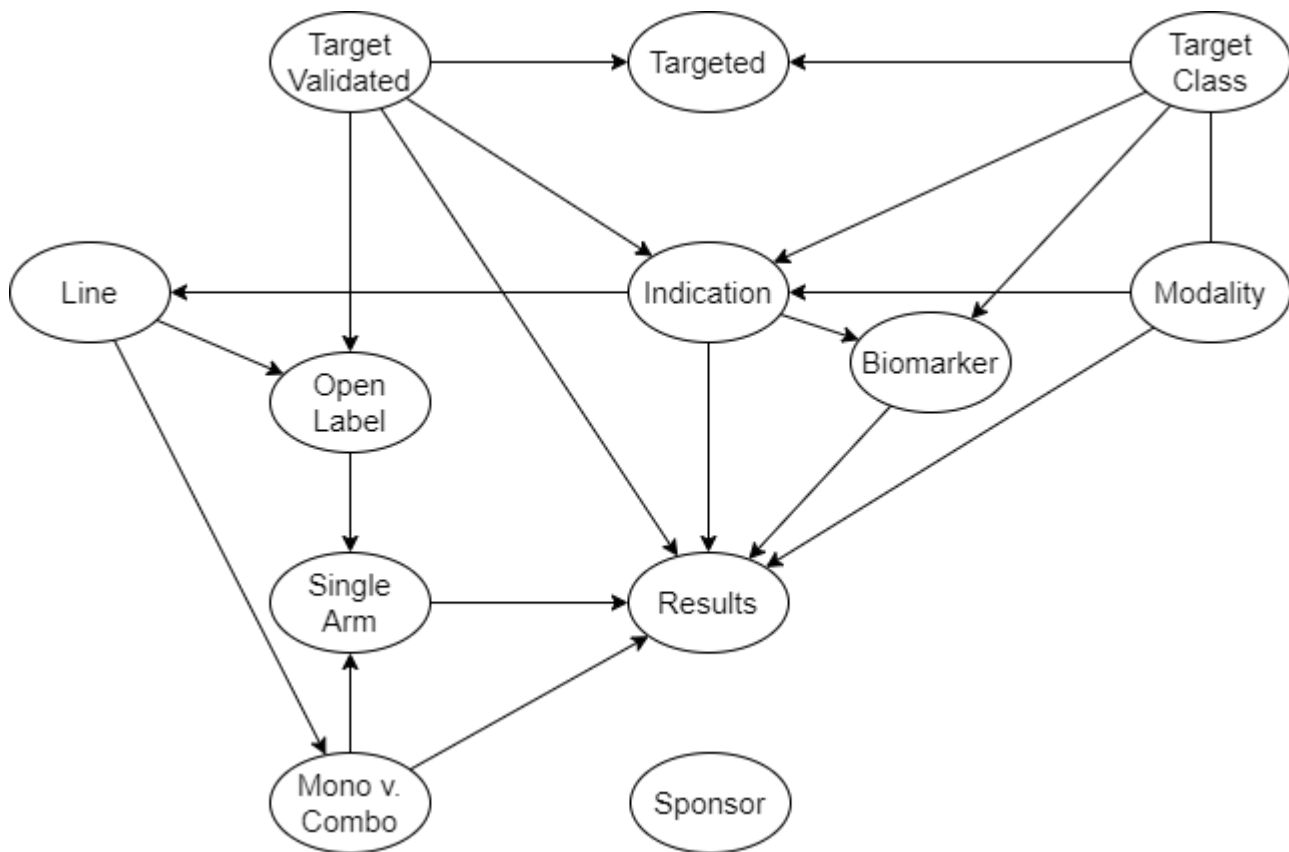 Target
Validated
Targeted
Target
Class
Line
Indication
Modality
Biomarker
Open
Label
Single
Arm
Results
Mono v.
Combo
Sponsor